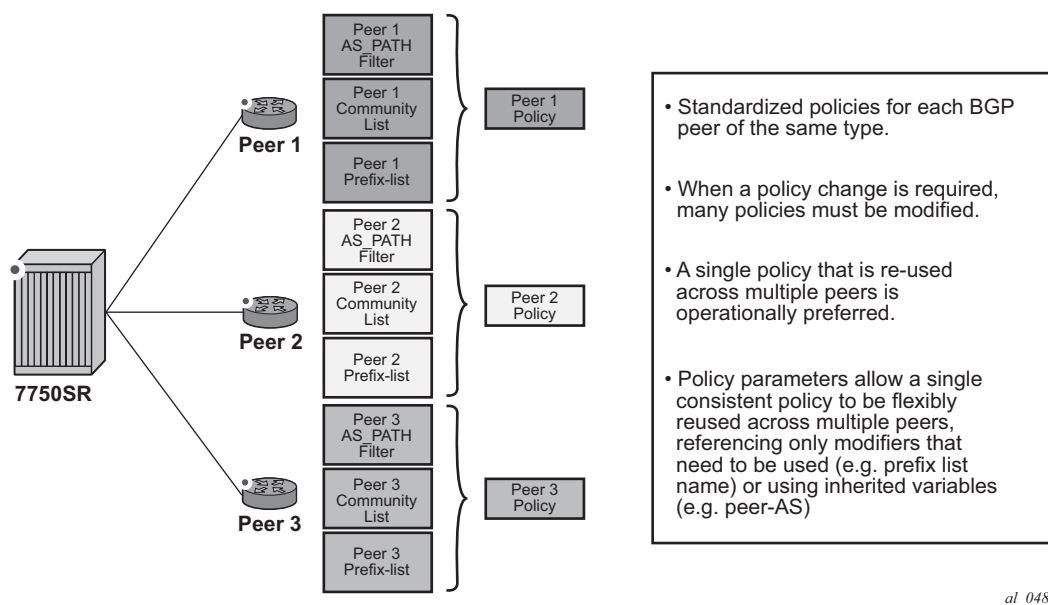 Peer 1
AS_PATH
Filter
Peer 1
Community
List
Peer 1
Prefix-list
Peer 1
Policy
Peer 1
Peer 2
AS_PATH
Filter
Peer 2
Community
List
Peer 2
Prefix-list
Peer 2
Policy
Peer 2
7750SR
Peer 3
AS_PATH
Filter
Peer 3
Community
List
Peer 3
Prefix-list
Peer 3
Policy
Peer 3
• Standardized policies for each BGP
peer of the same type.
• When a policy change is required,
many policies must be modified.
• A single policy that is re-used
across multiple peers is
operationally preferred.
• Policy parameters allow a single
consistent policy to be flexibly
reused across multiple peers,
referencing only modifiers that
need to be used (e.g. prefix list
name) or using inherited variables
(e.g. peer-AS)
al_048